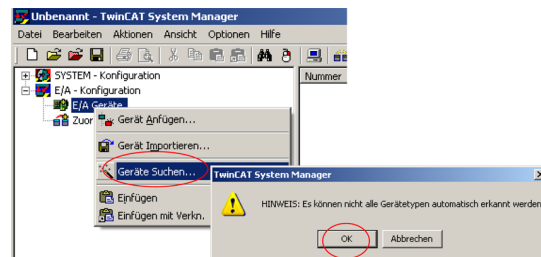 Unbenannt - TwinCAT System Manager
Datei Bearbeiten Aktionen Ansicht Optionen Hilfe
SYSTEM - Konfiguration
Nummer
E/A - Konfiguration
E/A Geräte
Zuor
Gerät Anfügen...
Gerät Importieren...
Geräte Suchen...
TwinCAT System Manager
Einfügen
HINWEIS: Es können nicht alle Gerätetypen automatisch erkannt werden
Einfügen mit Verkn.
OK Abbrechen